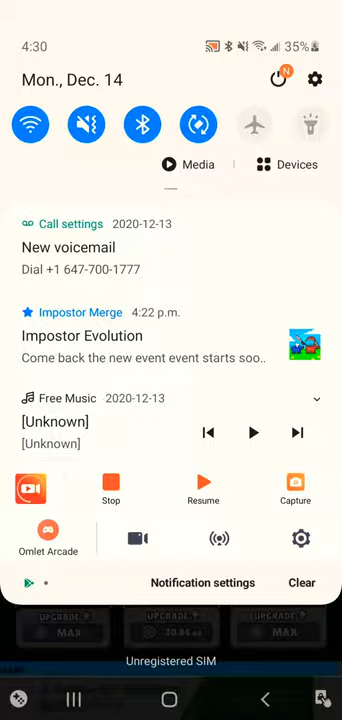 4:30
35%
Mon., Dec. 14
N
Media
Devices
Call settings 2020-12-13
New voicemail
Dial +1 647-700-1777
Impostor Merge 4:22 p.m.
Impostor Evolution
Come back the new event event starts soo..
Free Music 2020-12-13
[Unknown]
[Unknown]
Stop
Resume
Capture
Omlet Arcade
Notification settings
Clear
UPGRADE
UPGRADE
UPGRADE
MAX
MAX
Unregistered SIM